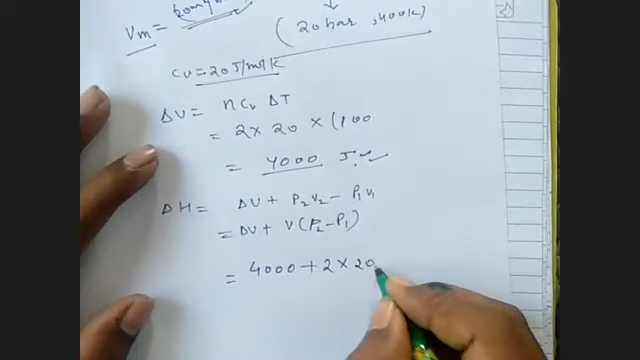 Vm =
(20 bar, 400K)
Cv = 20 J/mol K
ΔU = nCv ΔT
= 2 × 20 × (100
= 4000 J.
ΔH = ΔU + P2V2 - P1V1
= ΔU + V(P2-P1)
= 4000 + 2 × 20